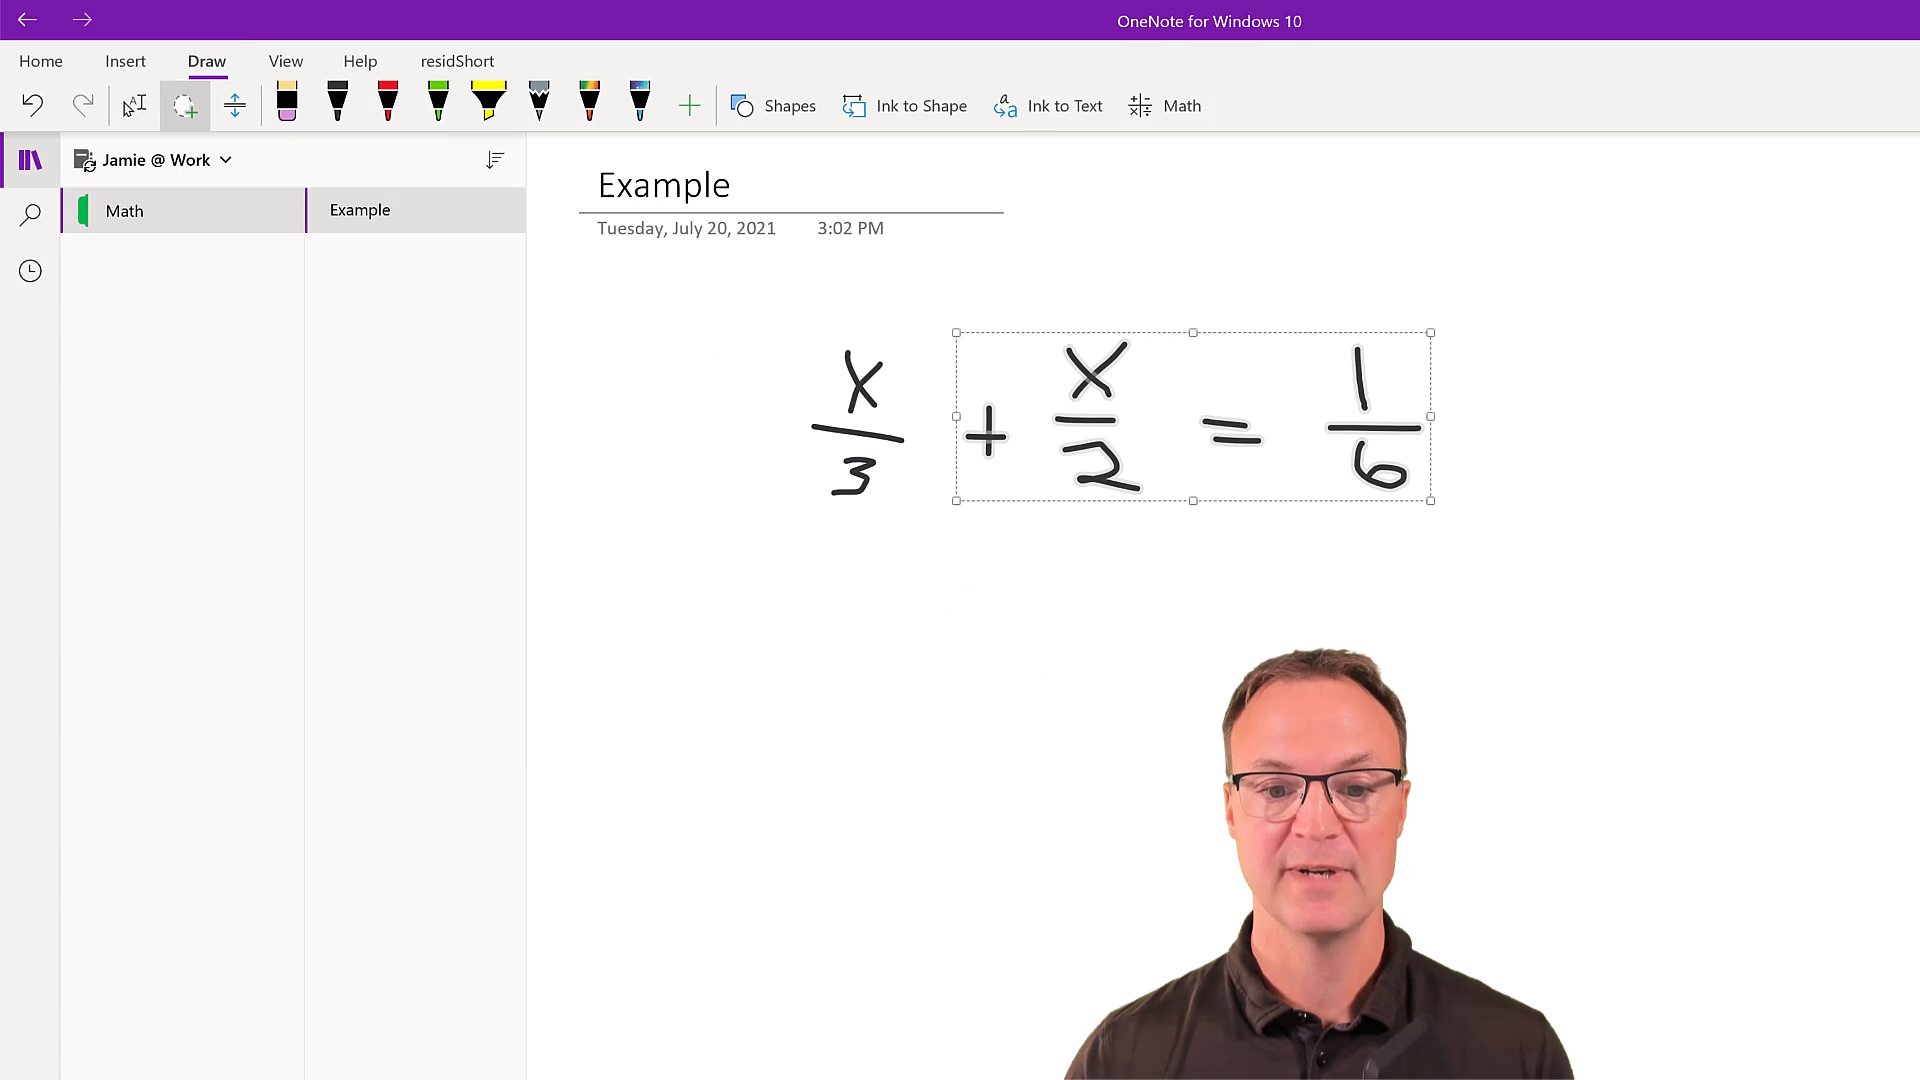 OneNote for Windows 10
Home Insert Draw View Help residShort
Shapes Ink to Shape Ink to Text Math
Jamie @ Work
Math Example
Example
Tuesday, July 20, 2021 3:02 PM
x/3 + x/2 = 1/6